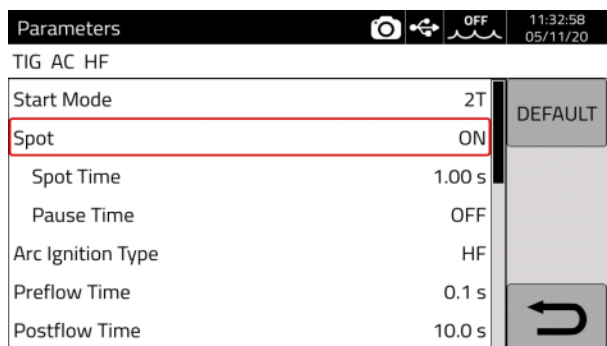 Parameters OFF 11:32:58
05/11/20
TIG AC HF
Start Mode 2T
DEFAULT
Spot ON
Spot Time 1.00 s
Pause Time OFF
Arc Ignition Type HF
Preflow Time 0.1 s
Postflow Time 10.0 s